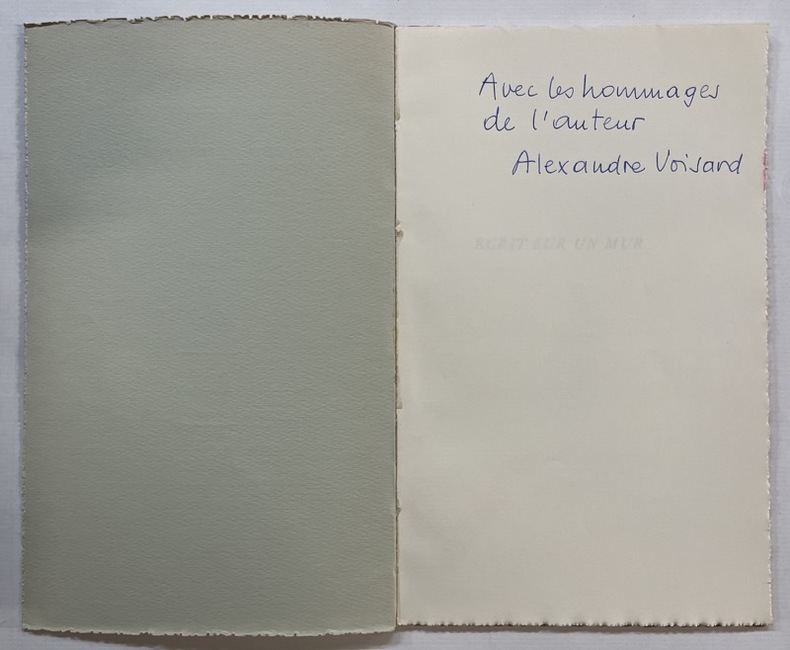 Avec les hommages
de l'auteur
Alexandre Voisard
ECRIT SUR UN MUR